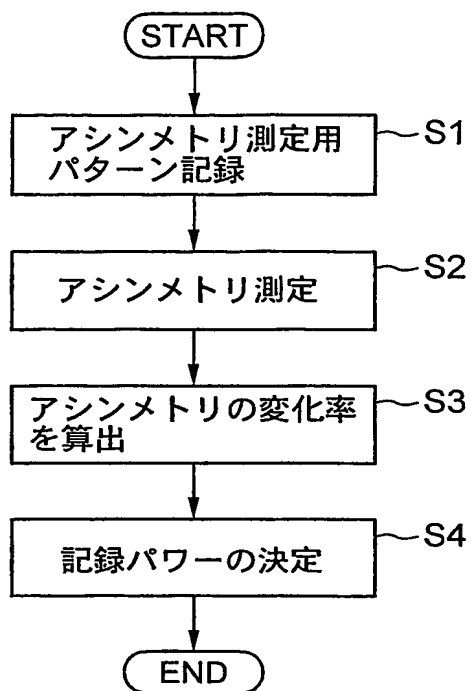 START
アシンメトリ測定用
パターン記録
S1
アシンメトリ測定
S2
アシンメトリの変化率
を算出
S3
記録パワーの決定
S4
END